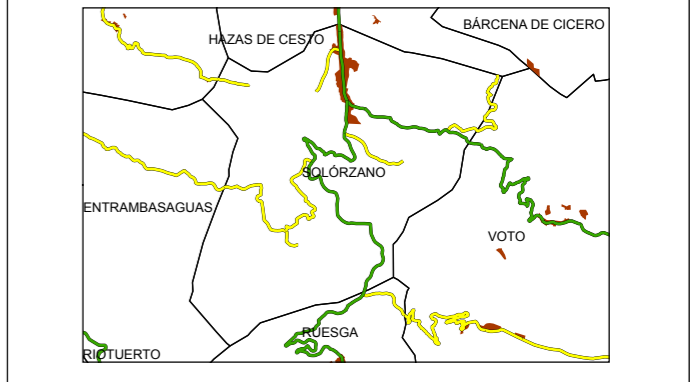 BÁRCENA DE CICERO
HAZAS DE CESTO
SOLÓRZANO
ENTRAMBASAGUAS
VOTO
RUESGA
RIOTUERTO